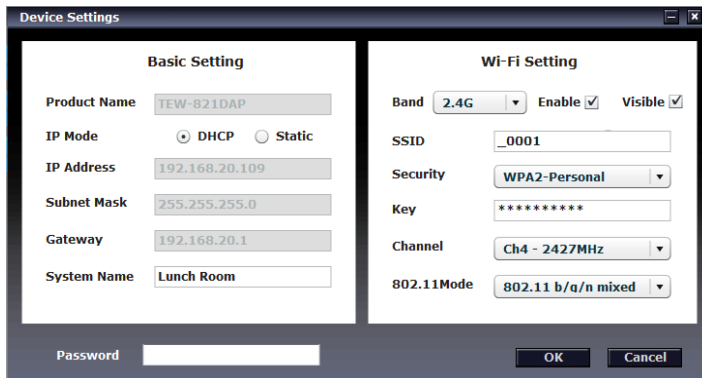 Device Settings
Basic Setting
Product Name TEW-821DAP
IP Mode DHCP Static
IP Address 192.168.20.109
Subnet Mask 255.255.255.0
Gateway 192.168.20.1
System Name Lunch Room
Wi-Fi Setting
Band 2.4G Enable Visible
SSID _0001
Security WPA2-Personal
Key **********
Channel Ch4 - 2427MHz
802.11Mode 802.11 b/g/n mixed
Password
OK Cancel